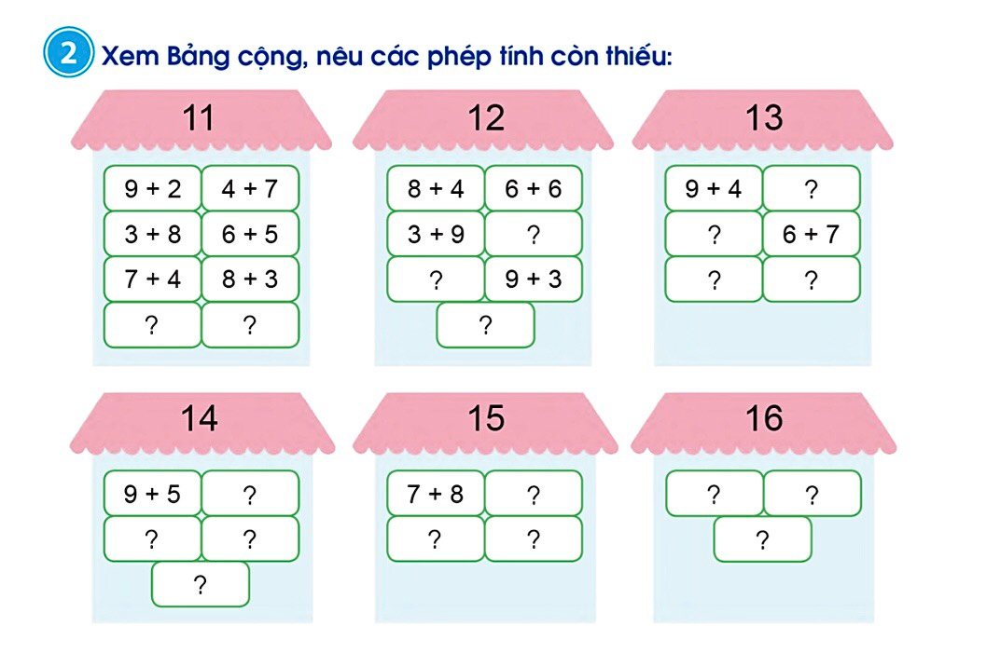 2 Xem Bảng cộng, nêu các phép tính còn thiếu:
11 12 13
9 + 2 4 + 7 8 + 4 6 + 6 9 + 4 ?
3 + 8 6 + 5 3 + 9 ? ? 6 + 7
7 + 4 8 + 3 ? 9 + 3 ? ?
? ? ?
14 15 16
9 + 5 ? 7 + 8 ? ? ?
? ? ? ? ?
?